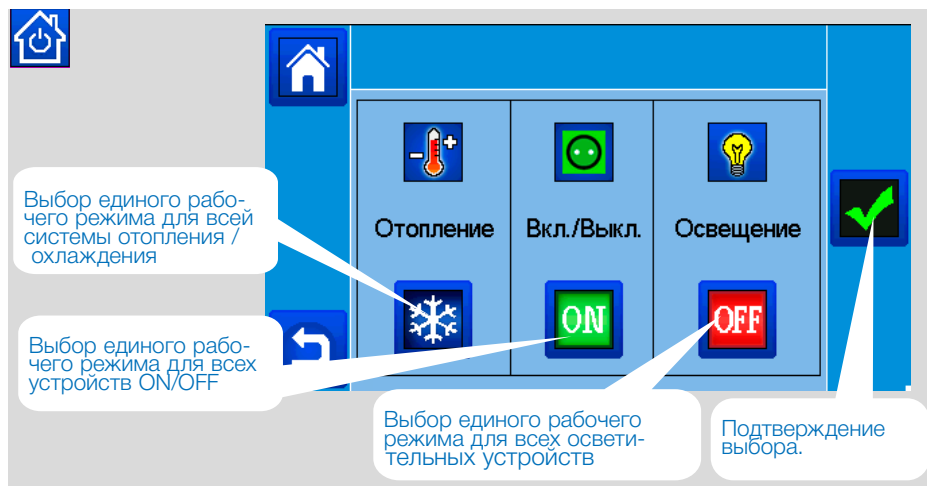 Отопление
Вкл./Выкл.
Освещение
ON
OFF
Выбор единого рабо-
чего режима для всей
системы отопления /
охлаждения
Выбор единого рабо-
чего режима для всех
устройств ON/OFF
Выбор единого рабочего
режима для всех освети-
тельных устройств
Подтверждение
выбора.